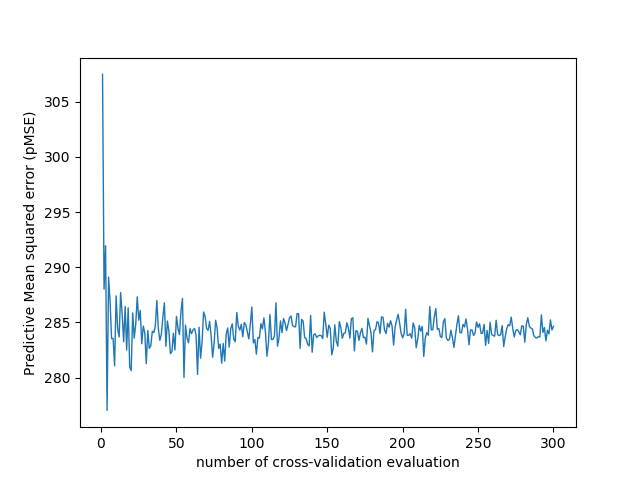 305
300
295
290
285
280
Predictive Mean squared error (pMSE)
0 50 100 150 200 250 300
number of cross-validation evaluation